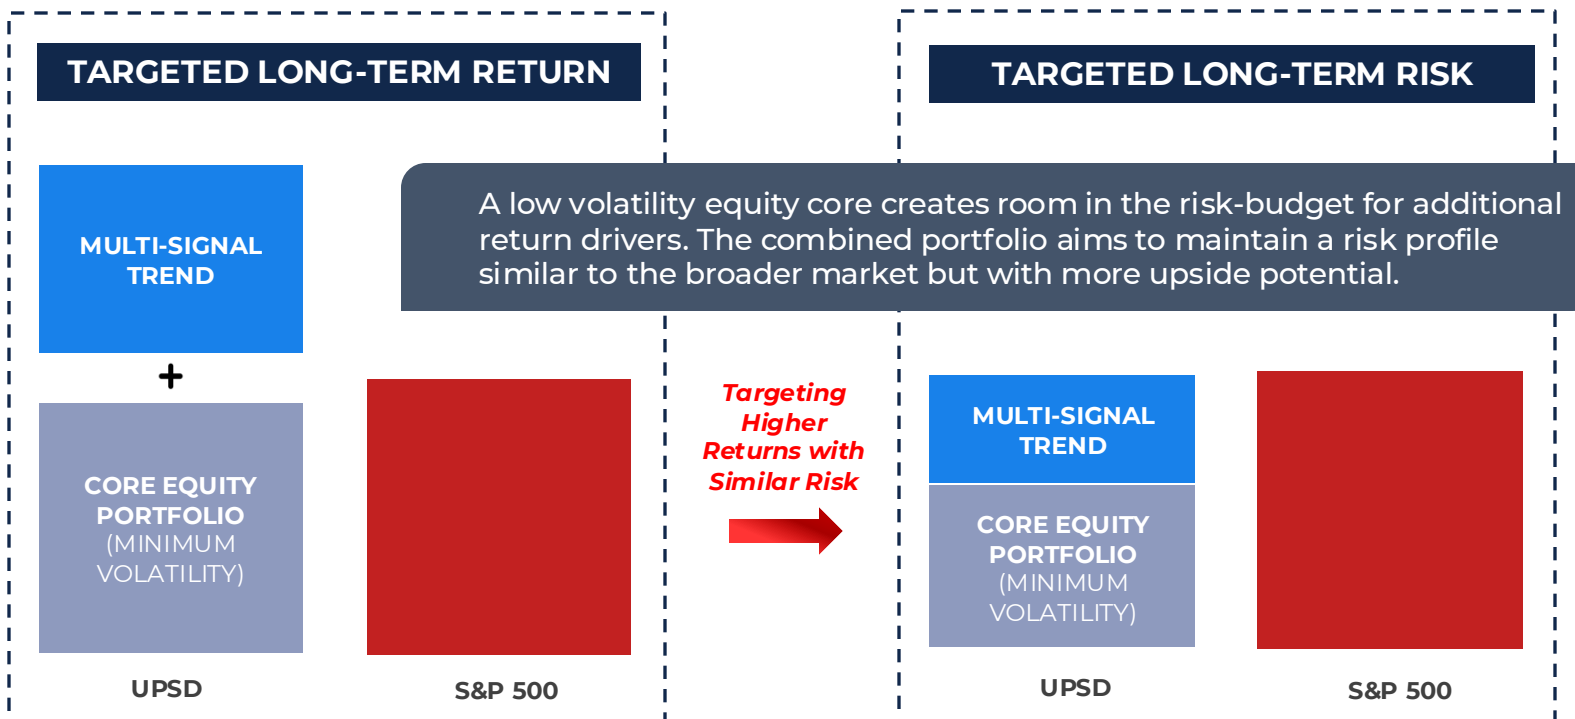 TARGETED LONG-TERM RETURN
TARGETED LONG-TERM RISK
A low volatility equity core creates room in the risk-budget for additional
return drivers. The combined portfolio aims to maintain a risk profile
similar to the broader market but with more upside potential.
MULTI-SIGNAL
TREND
+
CORE EQUITY
PORTFOLIO
(MINIMUM
VOLATILITY)
UPSD
S&P 500
Targeting
Higher
Returns with
Similar Risk
MULTI-SIGNAL
TREND
CORE EQUITY
PORTFOLIO
(MINIMUM
VOLATILITY)
UPSD
S&P 500